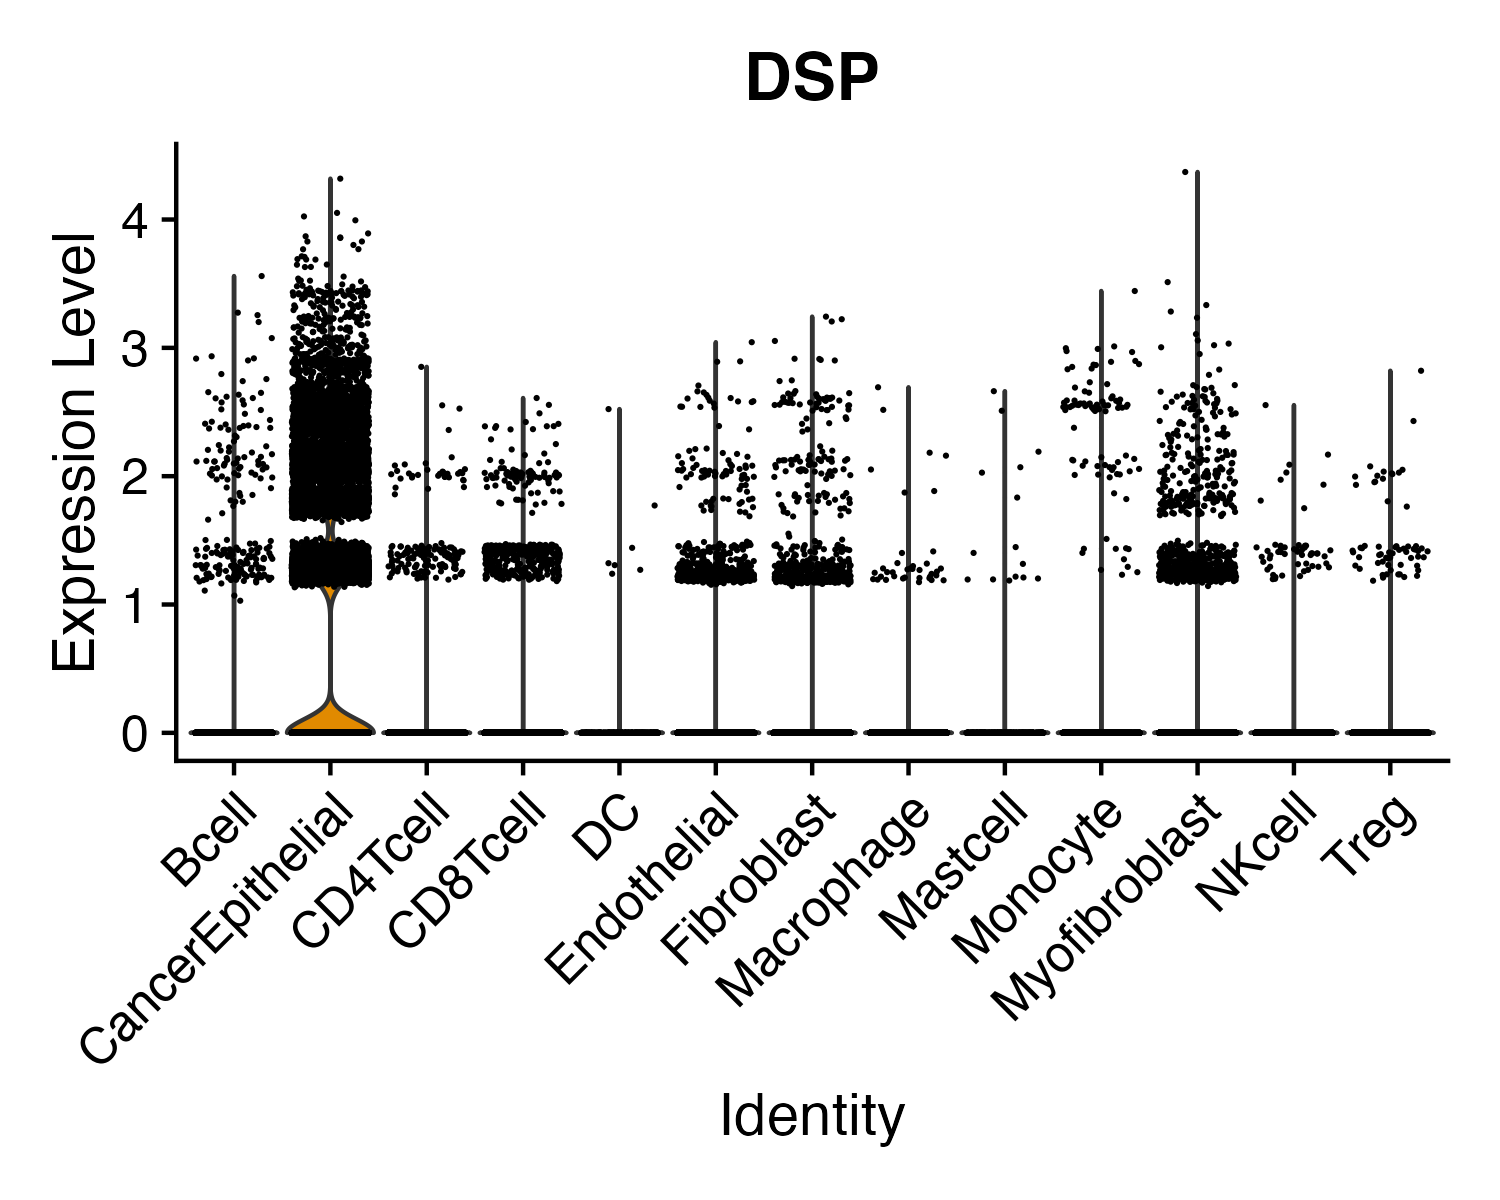 DSP
Expression Level
4
3
2
1
0
Bcell
CancerEpithelial
CD4Tcell
CD8Tcell
DC
Endothelial
Fibroblast
Macrophage
Mastcell
Monocyte
Myofibroblast
NKcell
Treg
Identity